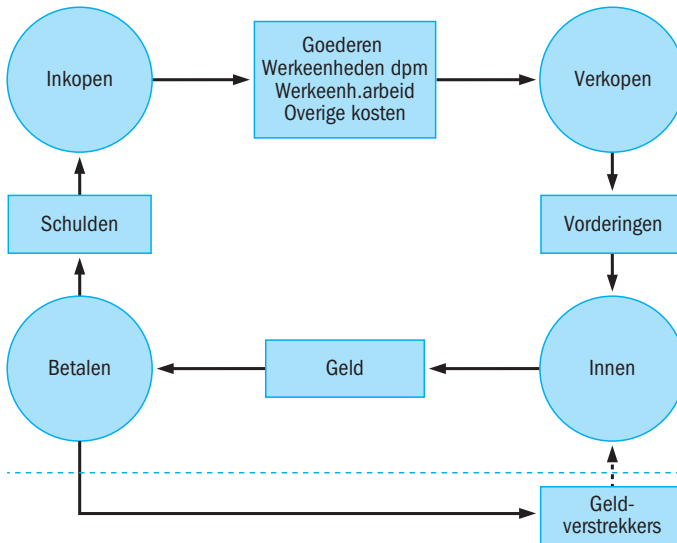 Inkopen
Goederen
Werkeenheden dpm
Werkeenh.arbeid
Overige kosten
Verkopen
Schulden
Vorderingen
Betalen
Geld
Innen
Geld-
verstrekkers